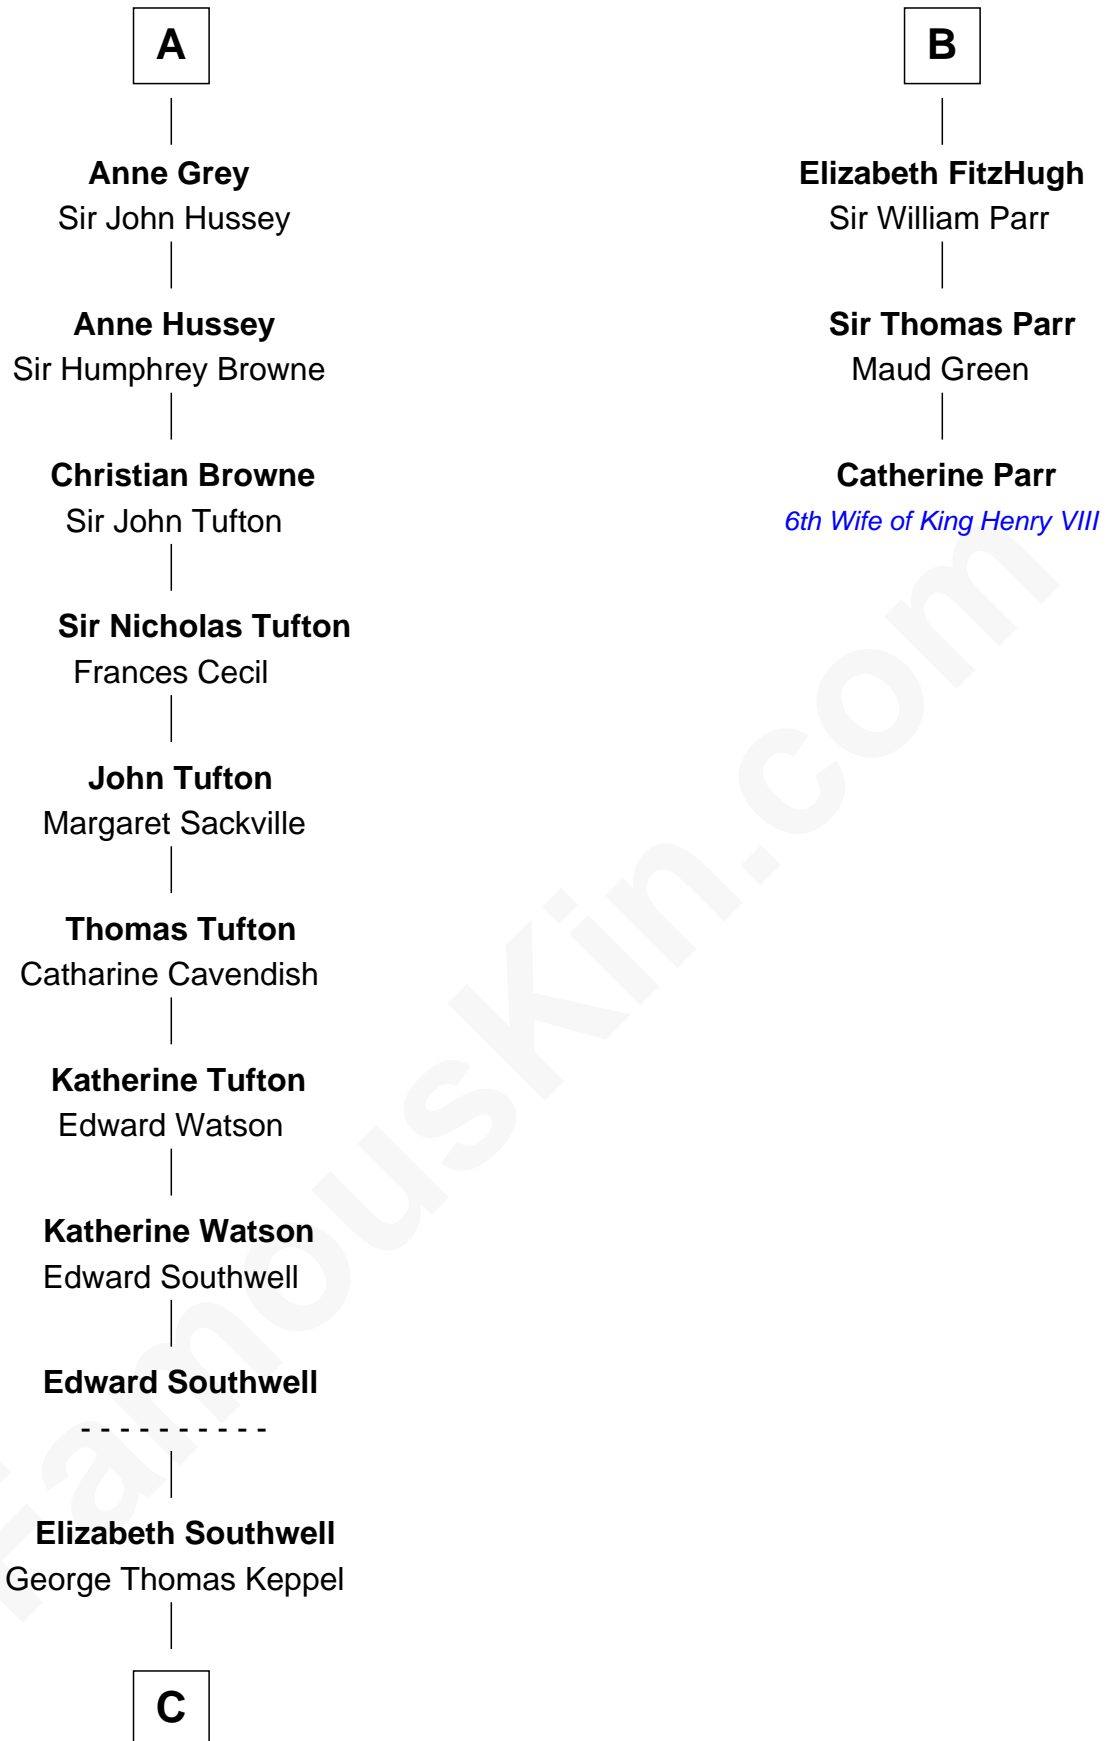 A
Anne Grey
Sir John Hussey
Anne Hussey
Sir Humphrey Browne
Christian Browne
Sir John Tufton
Sir Nicholas Tufton
Frances Cecil
John Tufton
Margaret Sackville
Thomas Tufton
Catharine Cavendish
Katherine Tufton
Edward Watson
Katherine Watson
Edward Southwell
Edward Southwell
- - - - - - - - - -
Elizabeth Southwell
George Thomas Keppel
C
B
Elizabeth FitzHugh
Sir William Parr
Sir Thomas Parr
Maud Green
Catherine Parr
6th Wife of King Henry VIII
FamousKin.com